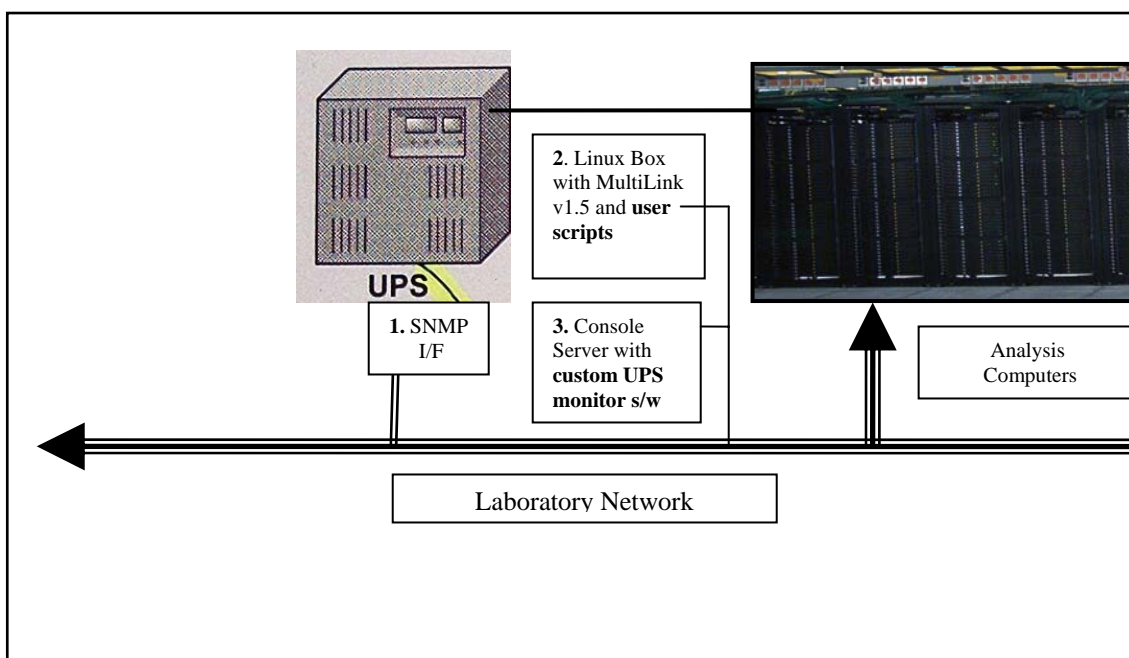 2. Linux Box
with MultiLink
v1.5 and user
scripts
UPS
1. SNMP
I/F
3. Console
Server with
custom UPS
monitor s/w
Analysis
Computers
Laboratory Network